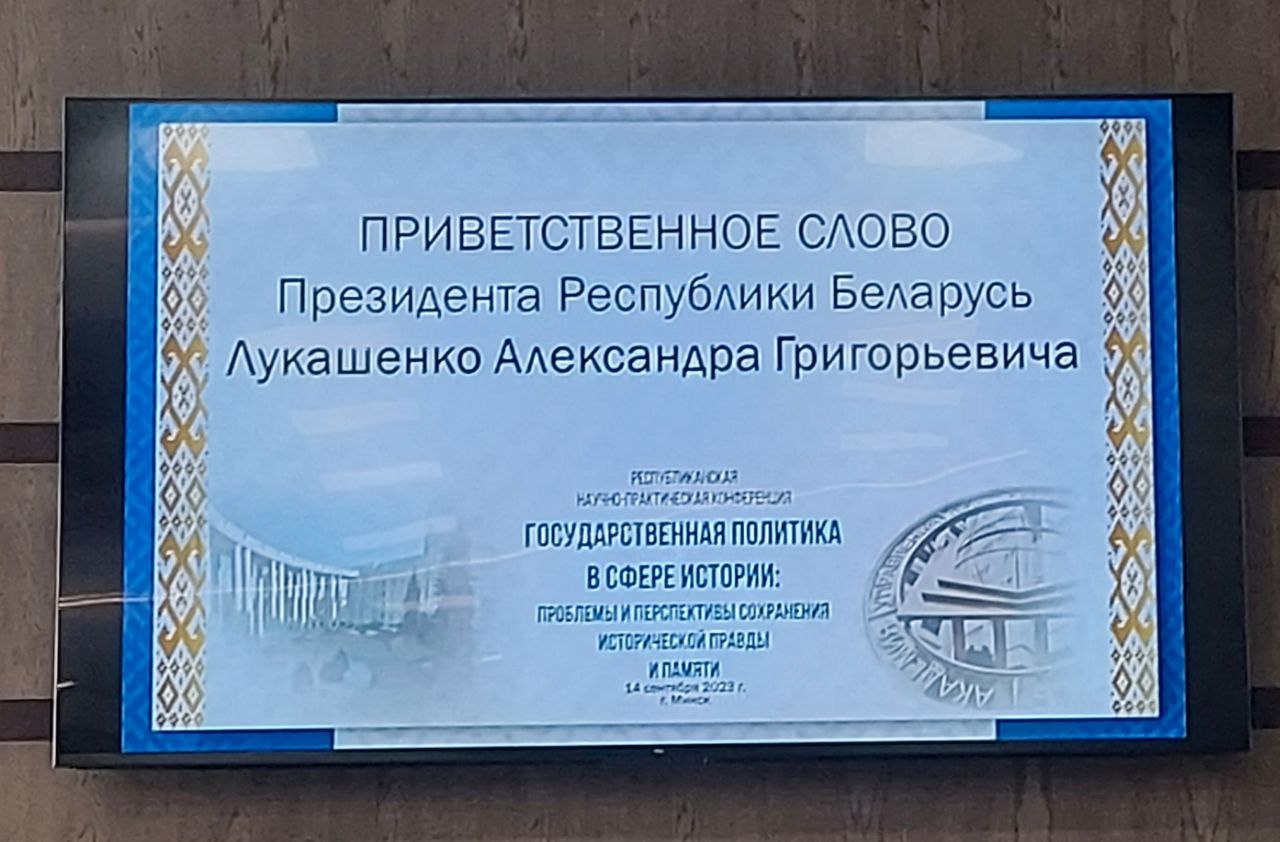 ПРИВЕТСТВЕННОЕ СЛОВО
Президента Республики Беларусь
Лукашенко Александра Григорьевича
РЕСПУБЛИКАНСКАЯ
НАУЧНО-ПРАКТИЧЕСКАЯ КОНФЕРЕНЦИЯ
ГОСУДАРСТВЕННАЯ ПОЛИТИКА
В СФЕРЕ ИСТОРИИ:
ПРОБЛЕМЫ И ПЕРСПЕКТИВЫ СОХРАНЕНИЯ
ИСТОРИЧЕСКОЙ ПРАВДЫ
И ПАМЯТИ
14 сентября 2023 г.
г. Минск
АКАДЕМИЯ